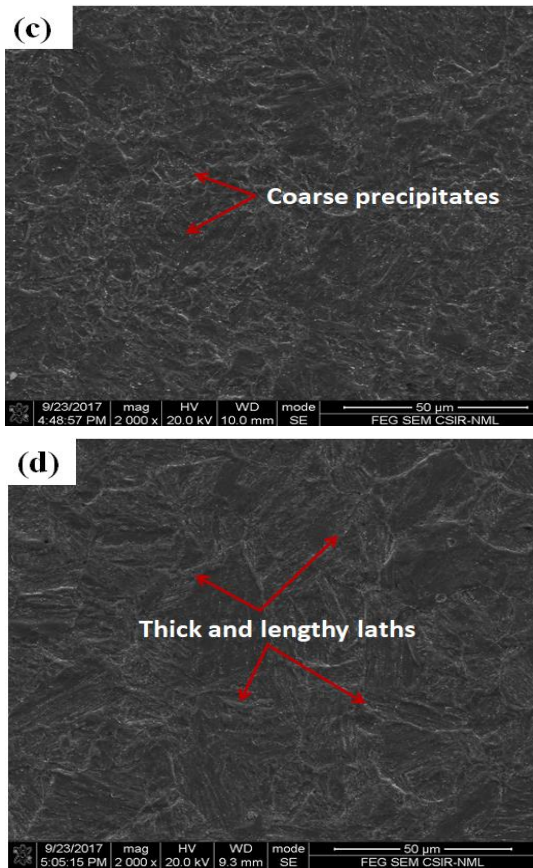 (c)
Coarse precipitates
9/23/2017 mag HV WD mode 50 µm
4:48:57 PM 2 000 x 20.0 kV 10.0 mm SE FEG SEM CSIR-NML
(d)
Thick and lengthy laths
9/23/2017 mag HV WD mode 50 µm
5:05:15 PM 2 000 x 20.0 kV 9.3 mm SE FEG SEM CSIR-NML